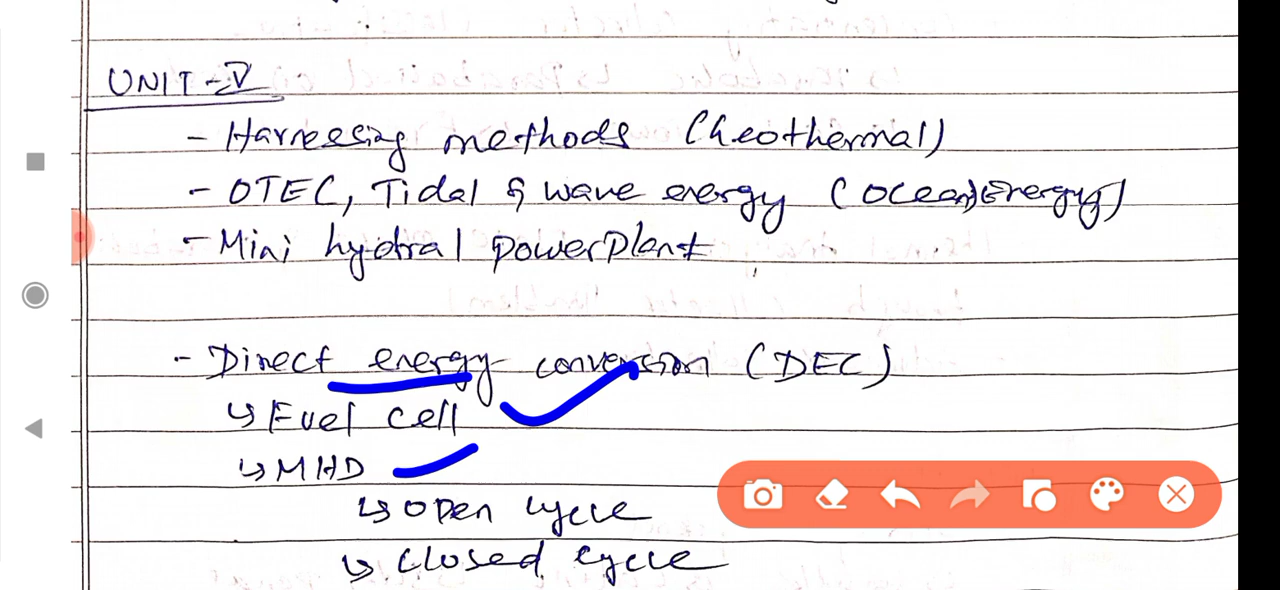 UNIT-V
- Harnessing methods (Geothermal)
- OTEC, Tidal & wave energy (Ocean Energy)
- Mini hydral powerplant
- Direct energy conversion (DEC)
↳ Fuel cell
↳ MHD
↳ open cycle
↳ closed cycle